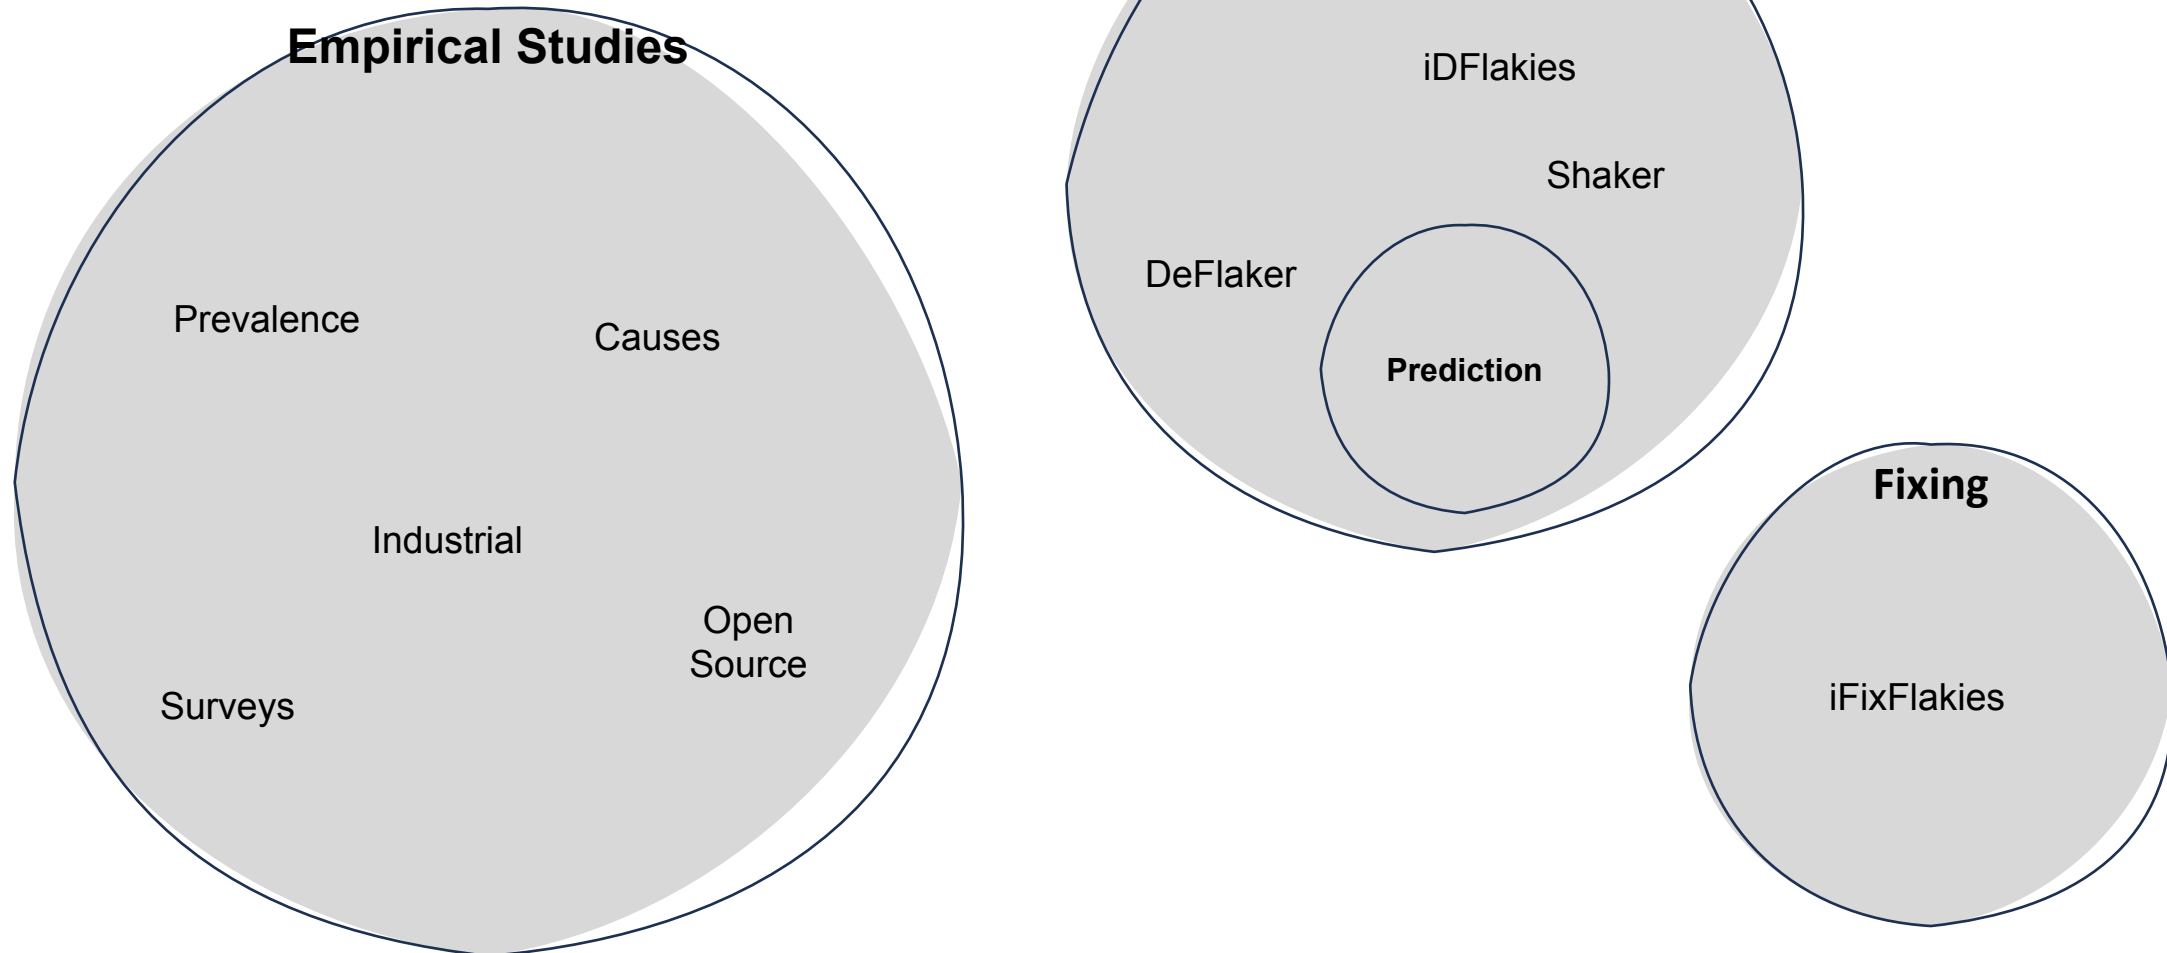 Empirical Studies
Prevalence
Causes
Industrial
Open
Source
Surveys
iDFlakies
Shaker
DeFlaker
Prediction
Fixing
iFixFlakies